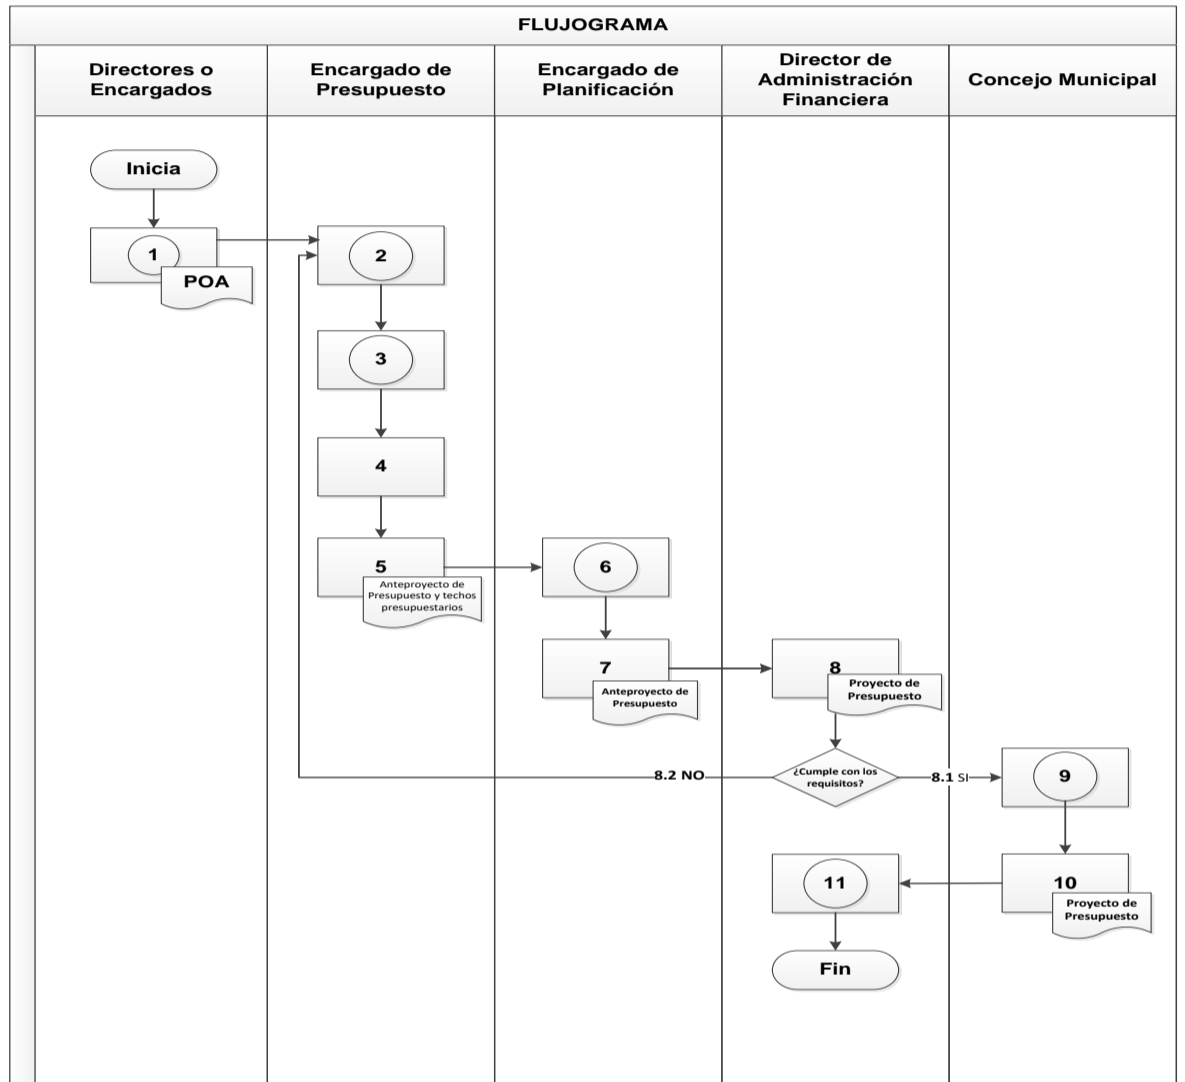 FLUJOGRAMA
Directores o
Encargados
Encargado de
Presupuesto
Encargado de
Planificación
Director de
Administración
Financiera
Concejo Municipal
Inicia
1
POA
2
3
4
5
Anteproyecto de
Presupuesto y techos
presupuestarios
6
7
Anteproyecto de
Presupuesto
8
Proyecto de
Presupuesto
8.2 NO
¿Cumple con los
requisitos?
8.1 SI
9
11
10
Proyecto de
Presupuesto
Fin